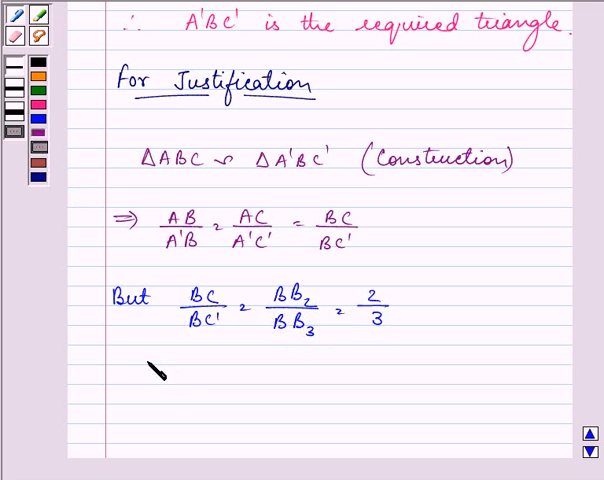 ∴ A'BC' is the required triangle.
For Justification
ΔABC ∽ ΔA'BC' (Construction)
⇒ AB/A'B = AC/A'C' = BC/BC'
But BC/BC' = BB₂/BB₃ = 2/3